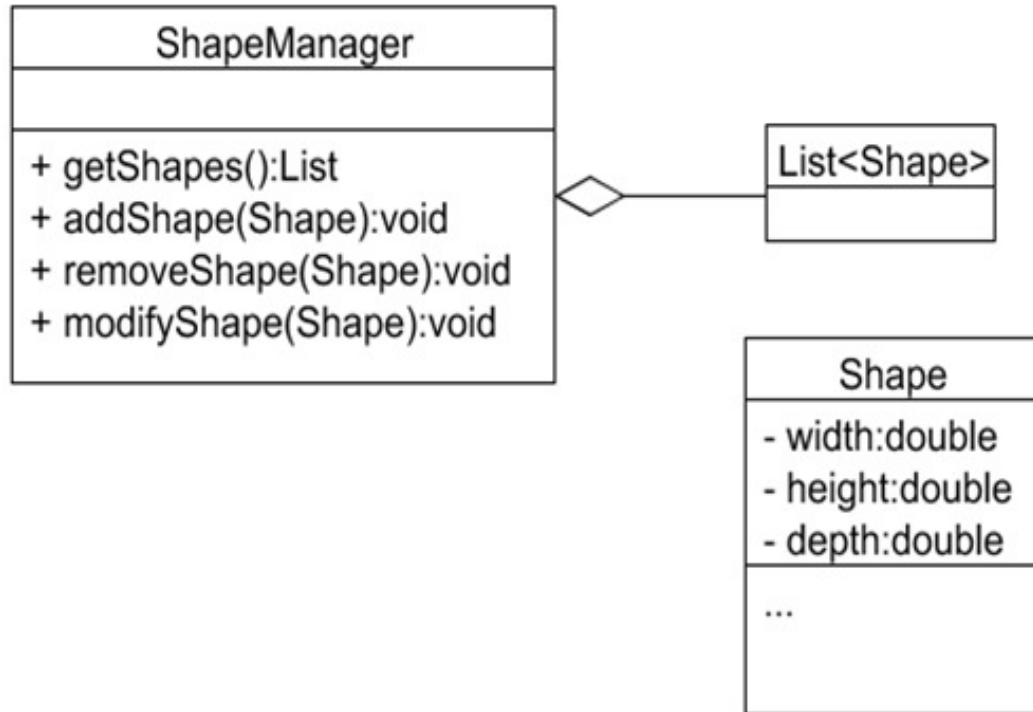 ShapeManager
+ getShapes():List
+ addShape(Shape):void
+ removeShape(Shape):void
+ modifyShape(Shape):void
List<Shape>
Shape
- width:double
- height:double
- depth:double
...